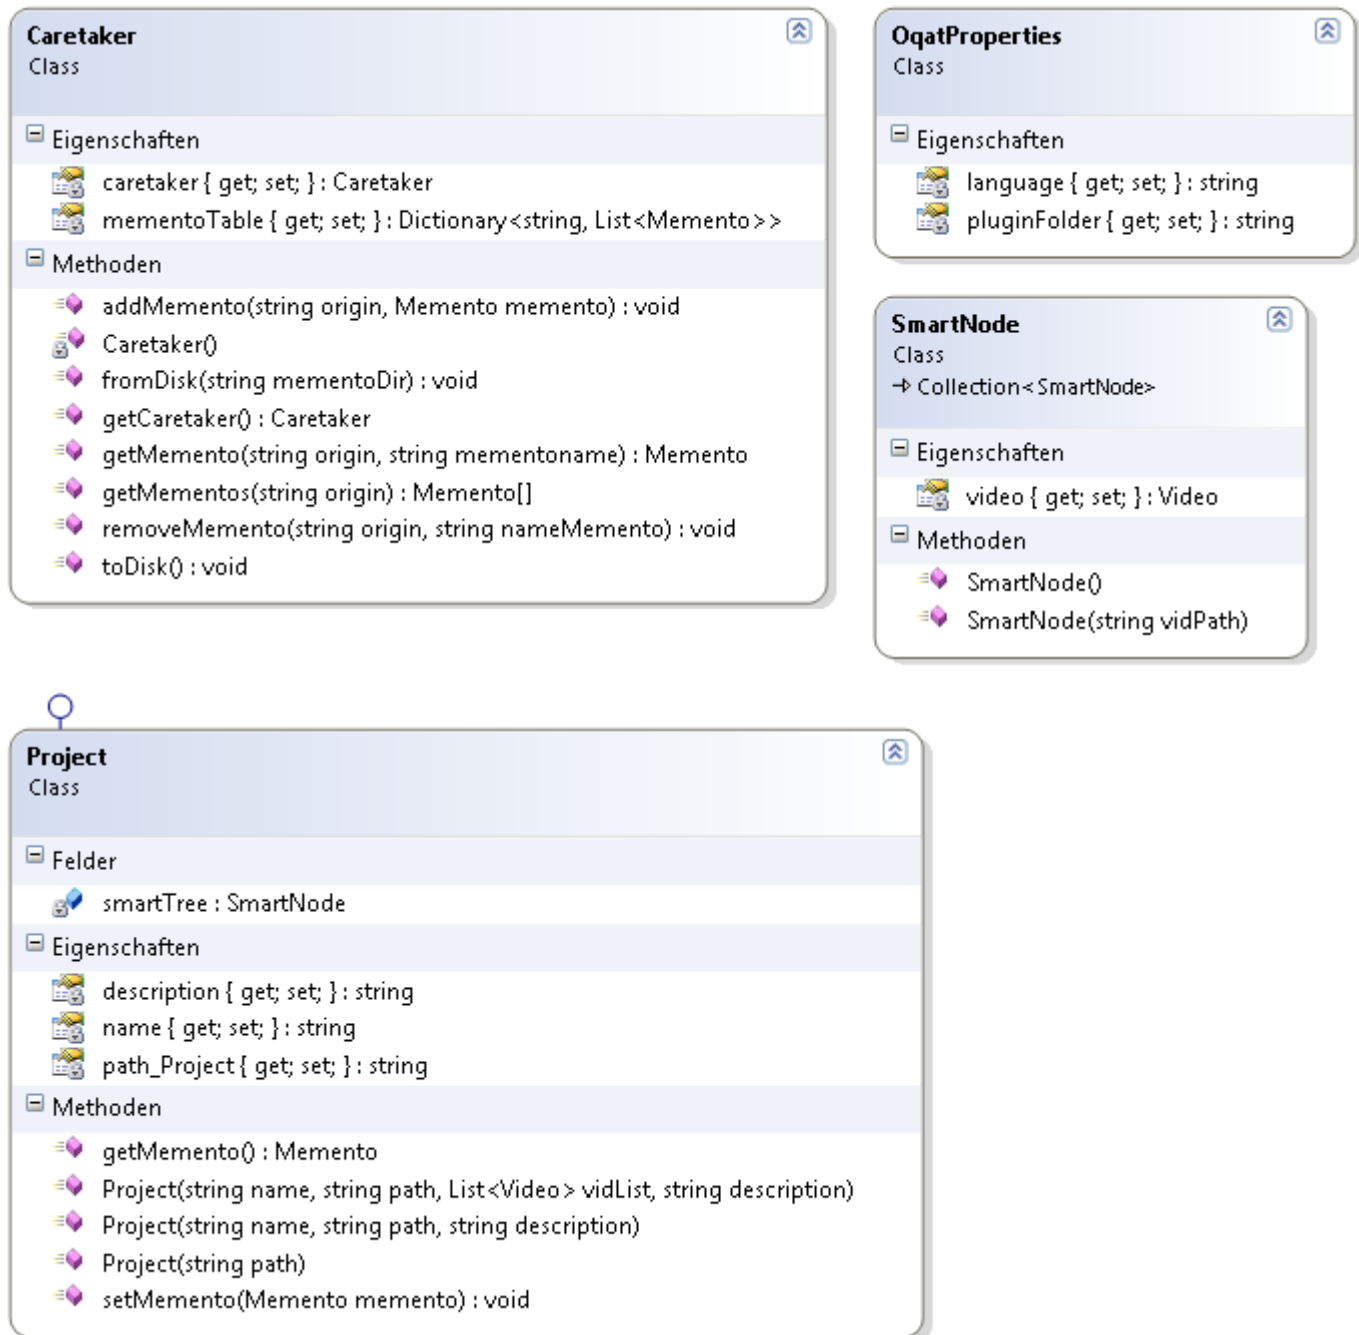 Caretaker
Class
Eigenschaften
caretaker { get; set; } : Caretaker
mementoTable { get; set; } : Dictionary<string, List<Memento>>
Methoden
addMemento(string origin, Memento memento) : void
Caretaker()
fromDisk(string mementoDir) : void
getCaretaker() : Caretaker
getMemento(string origin, string mementoname) : Memento
getMementos(string origin) : Memento[]
removeMemento(string origin, string nameMemento) : void
toDisk() : void
OqatProperties
Class
Eigenschaften
language { get; set; } : string
pluginFolder { get; set; } : string
SmartNode
Class
Collection<SmartNode>
Eigenschaften
video { get; set; } : Video
Methoden
SmartNode()
SmartNode(string vidPath)
Project
Class
Felder
smartTree : SmartNode
Eigenschaften
description { get; set; } : string
name { get; set; } : string
path_Project { get; set; } : string
Methoden
getMemento() : Memento
Project(string name, string path, List<Video> vidList, string description)
Project(string name, string path, string description)
Project(string path)
setMemento(Memento memento) : void